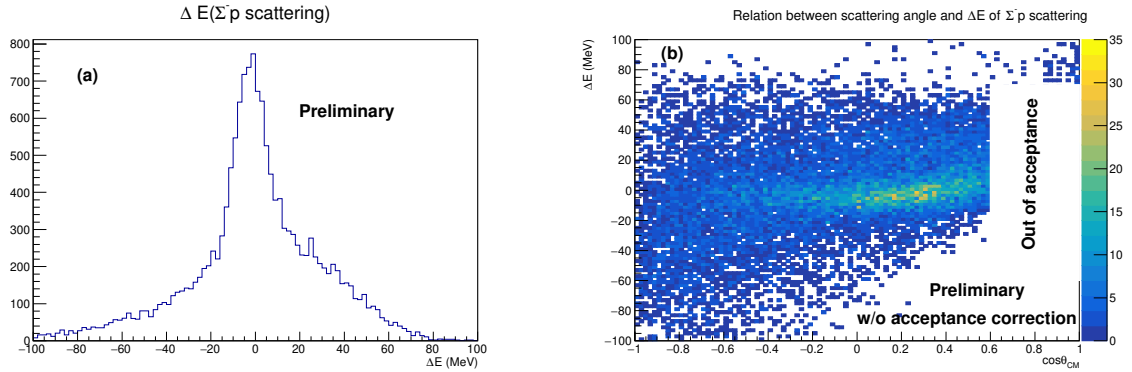 Δ E(Σ⁻p scattering)
(a)
Preliminary
800
700
600
500
400
300
200
100
0
−100 −80 −60 −40 −20 0 20 40 60 80 100
ΔE (MeV)
Relation between scattering angle and ΔE of Σ⁻p scattering
(b)
ΔE (MeV)
100
80
60
40
20
0
−20
−40
−60
−80
−100
Out of acceptance
Preliminary
w/o acceptance correction
−1 −0.8 −0.6 −0.4 −0.2 0 0.2 0.4 0.6 0.8 1
cosθCM
35
30
25
20
15
10
5
0